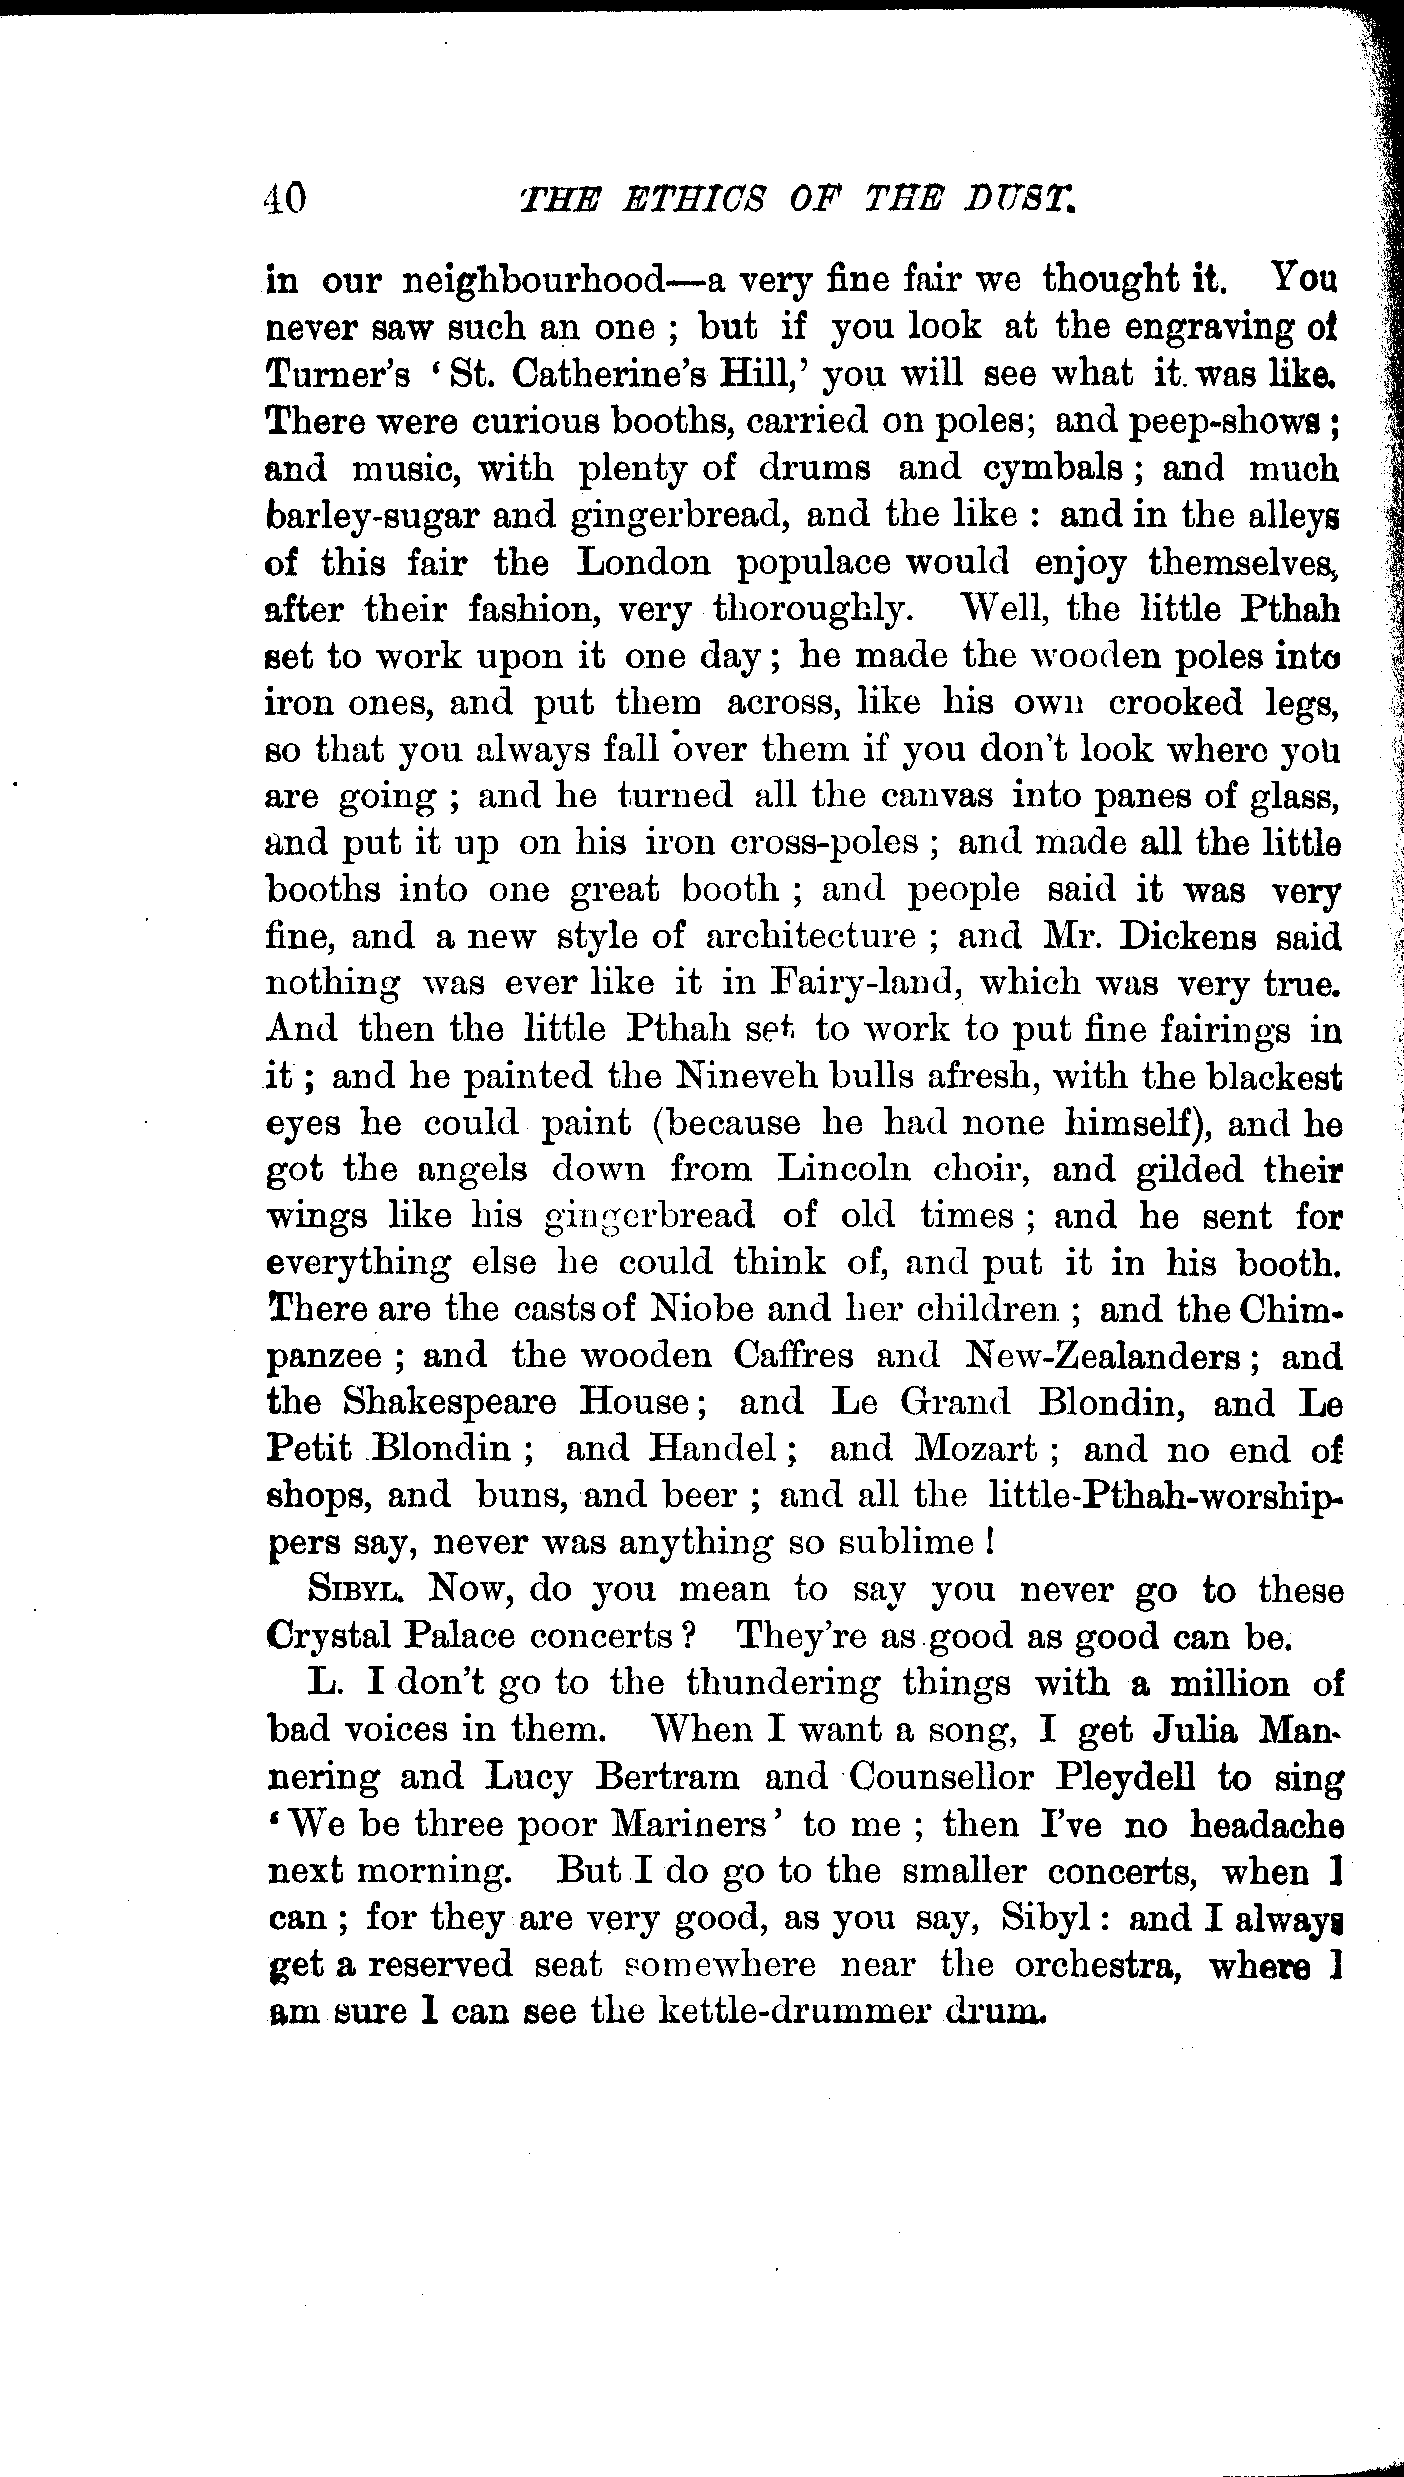 40 THE ETHICS OF THE DUST.
in our neighbourhood—a very fine fair we thought it. You
never saw such an one ; but if you look at the engraving of
Turner's ‘ St. Catherine's Hill,’ you will see what it was like.
There were curious booths, carried on poles; and peep-shows ;
and music, with plenty of drums and cymbals ; and much
barley-sugar and gingerbread, and the like : and in the alleys
of this fair the London populace would enjoy themselves,
after their fashion, very thoroughly. Well, the little Pthah
set to work upon it one day ; he made the wooden poles into
iron ones, and put them across, like his own crooked legs,
so that you always fall over them if you don't look where you
are going ; and he turned all the canvas into panes of glass,
and put it up on his iron cross-poles ; and made all the little
booths into one great booth ; and people said it was very
fine, and a new style of architecture ; and Mr. Dickens said
nothing was ever like it in Fairy-land, which was very true.
And then the little Pthah set to work to put fine fairings in
it ; and he painted the Nineveh bulls afresh, with the blackest
eyes he could paint (because he had none himself), and he
got the angels down from Lincoln choir, and gilded their
wings like his gingerbread of old times ; and he sent for
everything else he could think of, and put it in his booth.
There are the casts of Niobe and her children ; and the Chim-
panzee ; and the wooden Caffres and New-Zealanders ; and
the Shakespeare House ; and Le Grand Blondin, and Le
Petit Blondin ; and Handel ; and Mozart ; and no end of
shops, and buns, and beer ; and all the little-Pthah-worship-
pers say, never was anything so sublime !
SIBYL. Now, do you mean to say you never go to these
Crystal Palace concerts ? They're as good as good can be.
L. I don't go to the thundering things with a million of
bad voices in them. When I want a song, I get Julia Man-
nering and Lucy Bertram and Counsellor Pleydell to sing
‘ We be three poor Mariners ’ to me ; then I've no headache
next morning. But I do go to the smaller concerts, when I
can ; for they are very good, as you say, Sibyl : and I always
get a reserved seat somewhere near the orchestra, where I
am sure I can see the kettle-drummer drum.